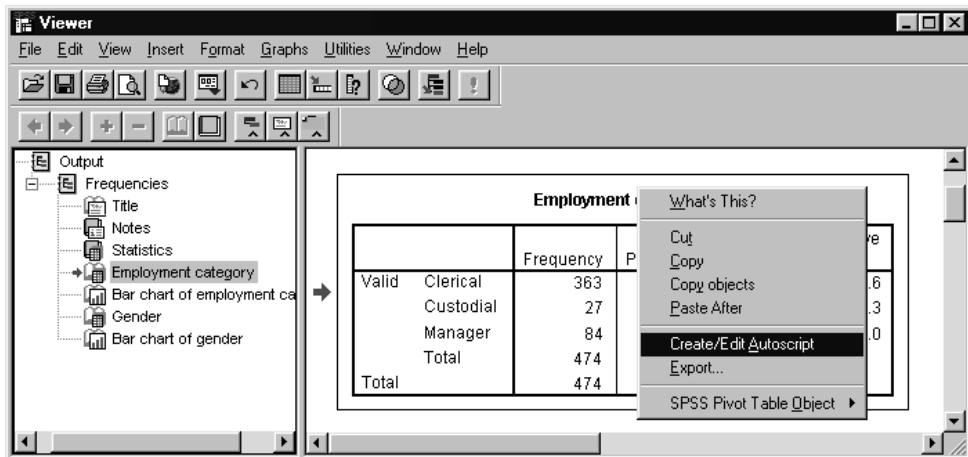 Viewer
File Edit View Insert Format Graphs Utilities Window Help
Output
Frequencies
Title
Notes
Statistics
Employment category
Bar chart of employment ca
Gender
Bar chart of gender
Employment
Frequency P ve
Valid Clerical 363 .6
Custodial 27 .3
Manager 84 .0
Total 474
Total 474
What's This?
Cut
Copy
Copy objects
Paste After
Create/Edit Autoscript
Export...
SPSS Pivot Table Object